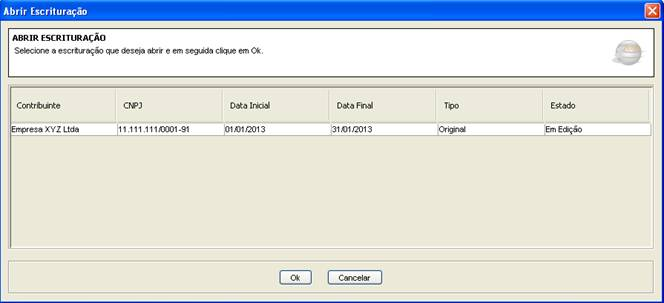 Abrir Escrituração
ABRIR ESCRITURAÇÃO
Selecione a escrituração que deseja abrir e em seguida clique em Ok.
Contribuinte CNPJ Data Inicial Data Final Tipo Estado
Empresa XYZ Ltda 11.111.111/0001-91 01/01/2013 31/01/2013 Original Em Edição
Ok Cancelar